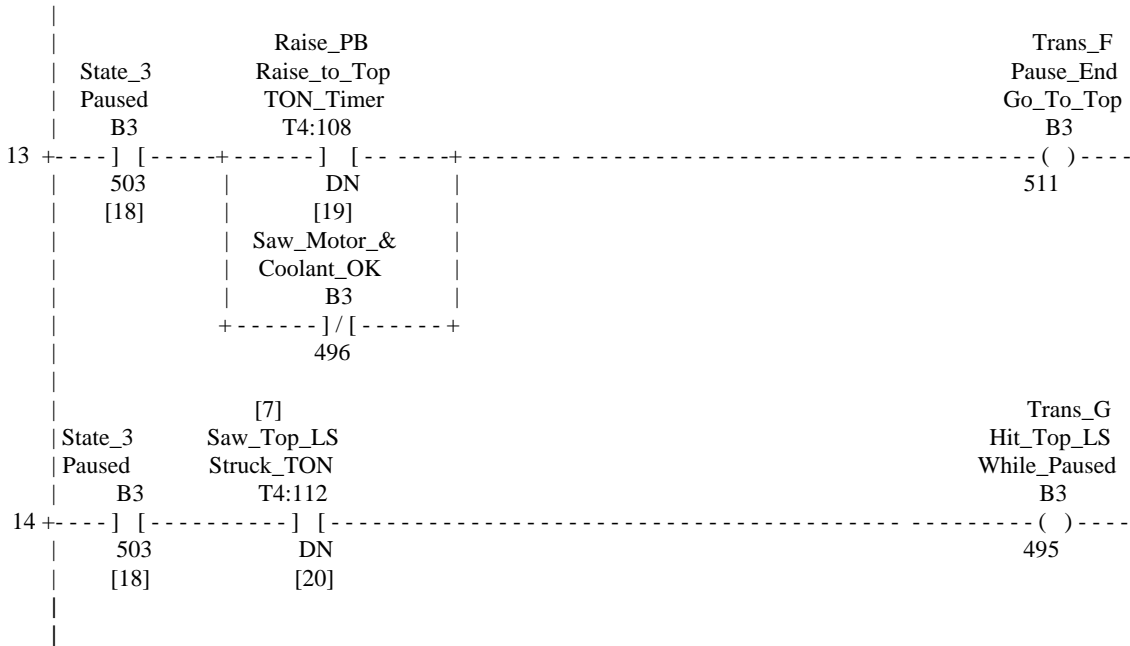 |
| Raise_PB Trans_F
| State_3 Raise_to_Top Pause_End
| Paused TON_Timer Go_To_Top
| B3 T4:108 B3
13 +- - - - ] [ - - - - -+ - - - - - - ] [ - - - - - -+ - - - - - - - - - - - - - - - - - - - - - - - - - - - - - - - - - - - - - - - - ( ) - - - -
| 503 | DN | 511
| [18] | [19] |
| | Saw_Motor_& |
| | Coolant_OK |
| | B3 |
| + - - - - - - ] / [ - - - - - - +
| 496
|
| [7] Trans_G
| State_3 Saw_Top_LS Hit_Top_LS
| Paused Struck_TON While_Paused
| B3 T4:112 B3
14 +- - - - ] [ - - - - - - - - - - ] [ - - - - - - - - - - - - - - - - - - - - - - - - - - - - - - - - - - - - - - - - - - - - - - - - - ( ) - - - -
| 503 DN 495
| [18] [20]
|
|